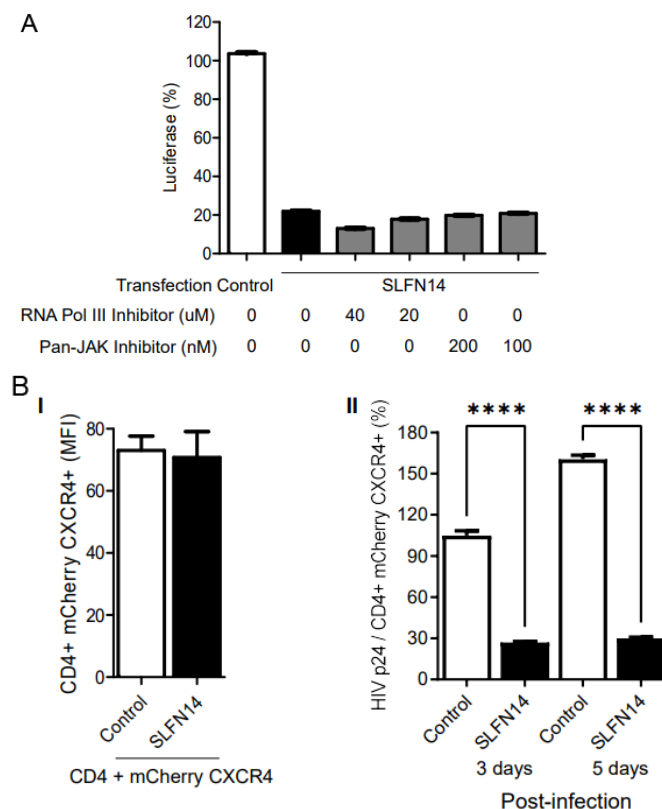 A
Luciferase (%)
120
100
80
60
40
20
0
Transfection Control
SLFN14
RNA Pol III Inhibitor (uM) 0 0 40 20 0 0
Pan-JAK Inhibitor (nM) 0 0 0 0 200 100
B
I
CD4+ mCherry CXCR4+ (MFI)
80
60
40
20
0
Control
SLFN14
CD4 + mCherry CXCR4
II
HIV p24 / CD4+ mCherry CXCR4+ (%)
180
150
120
90
60
30
0
**** ****
Control
SLFN14
Control
SLFN14
3 days 5 days
Post-infection